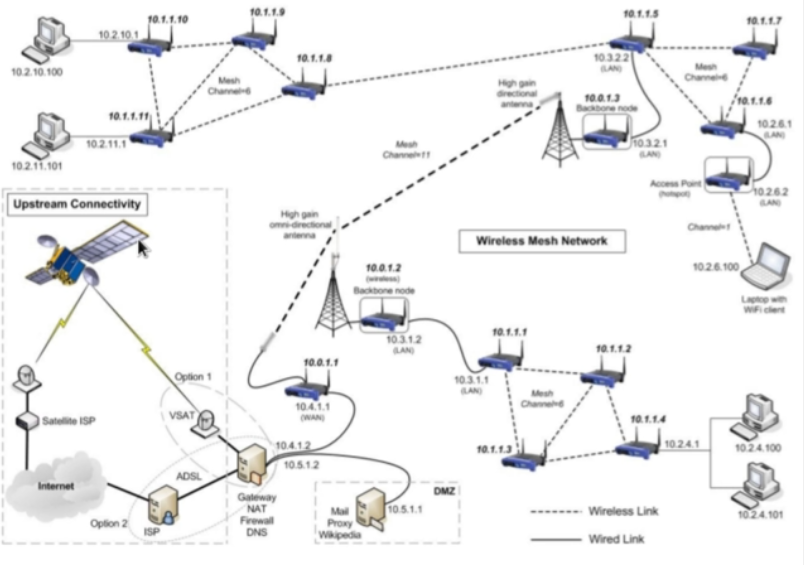 10.1.1.10
10.1.1.9
10.2.10.1
10.2.10.100
10.1.1.8
Mesh
Channel=6
10.1.1.11
10.2.11.1
10.2.11.101
10.1.1.5
10.1.1.7
10.3.2.2
(LAN)
Mesh
Channel=6
High gain
directional
antenna
10.0.1.3
Backbone node
10.3.2.1
(LAN)
10.1.1.6
10.2.6.1
(LAN)
Access Point
(hotspot)
10.2.6.2
(LAN)
Channel=1
10.2.6.100
Laptop with
WiFi client
Mesh
Channel=11
Upstream Connectivity
High gain
omni-directional
antenna
Wireless Mesh Network
10.0.1.2
(wireless)
Backbone node
10.3.1.2
(LAN)
10.0.1.1
10.4.1.1
(WAN)
10.1.1.1
10.3.1.1
(LAN)
10.1.1.2
Mesh
Channel=6
10.1.1.3
10.1.1.4
10.2.4.1
10.2.4.100
10.2.4.101
Option 1
VSAT
Satellite ISP
10.4.1.2
10.5.1.2
Internet
ADSL
Option 2
ISP
Gateway
NAT
Firewall
DNS
DMZ
Mail
Proxy
Wikipedia
10.5.1.1
Wireless Link
Wired Link